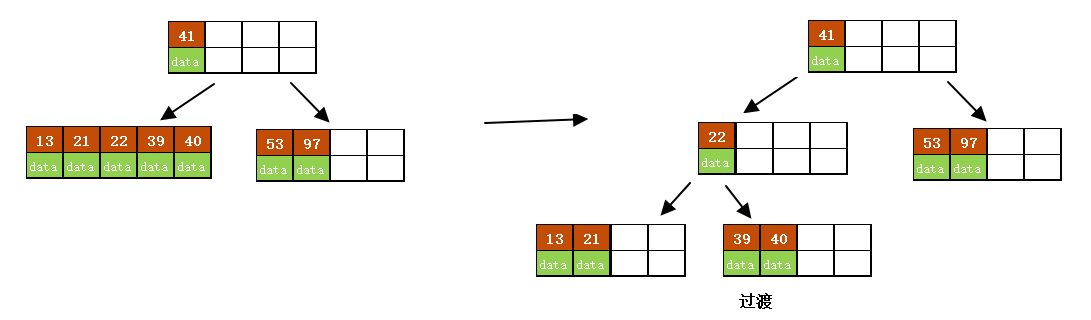 41
data
13 21 22 39 40
data data data data data
53 97
data data
41
data
22
data
53 97
data data
13 21
data data
39 40
data data
过渡